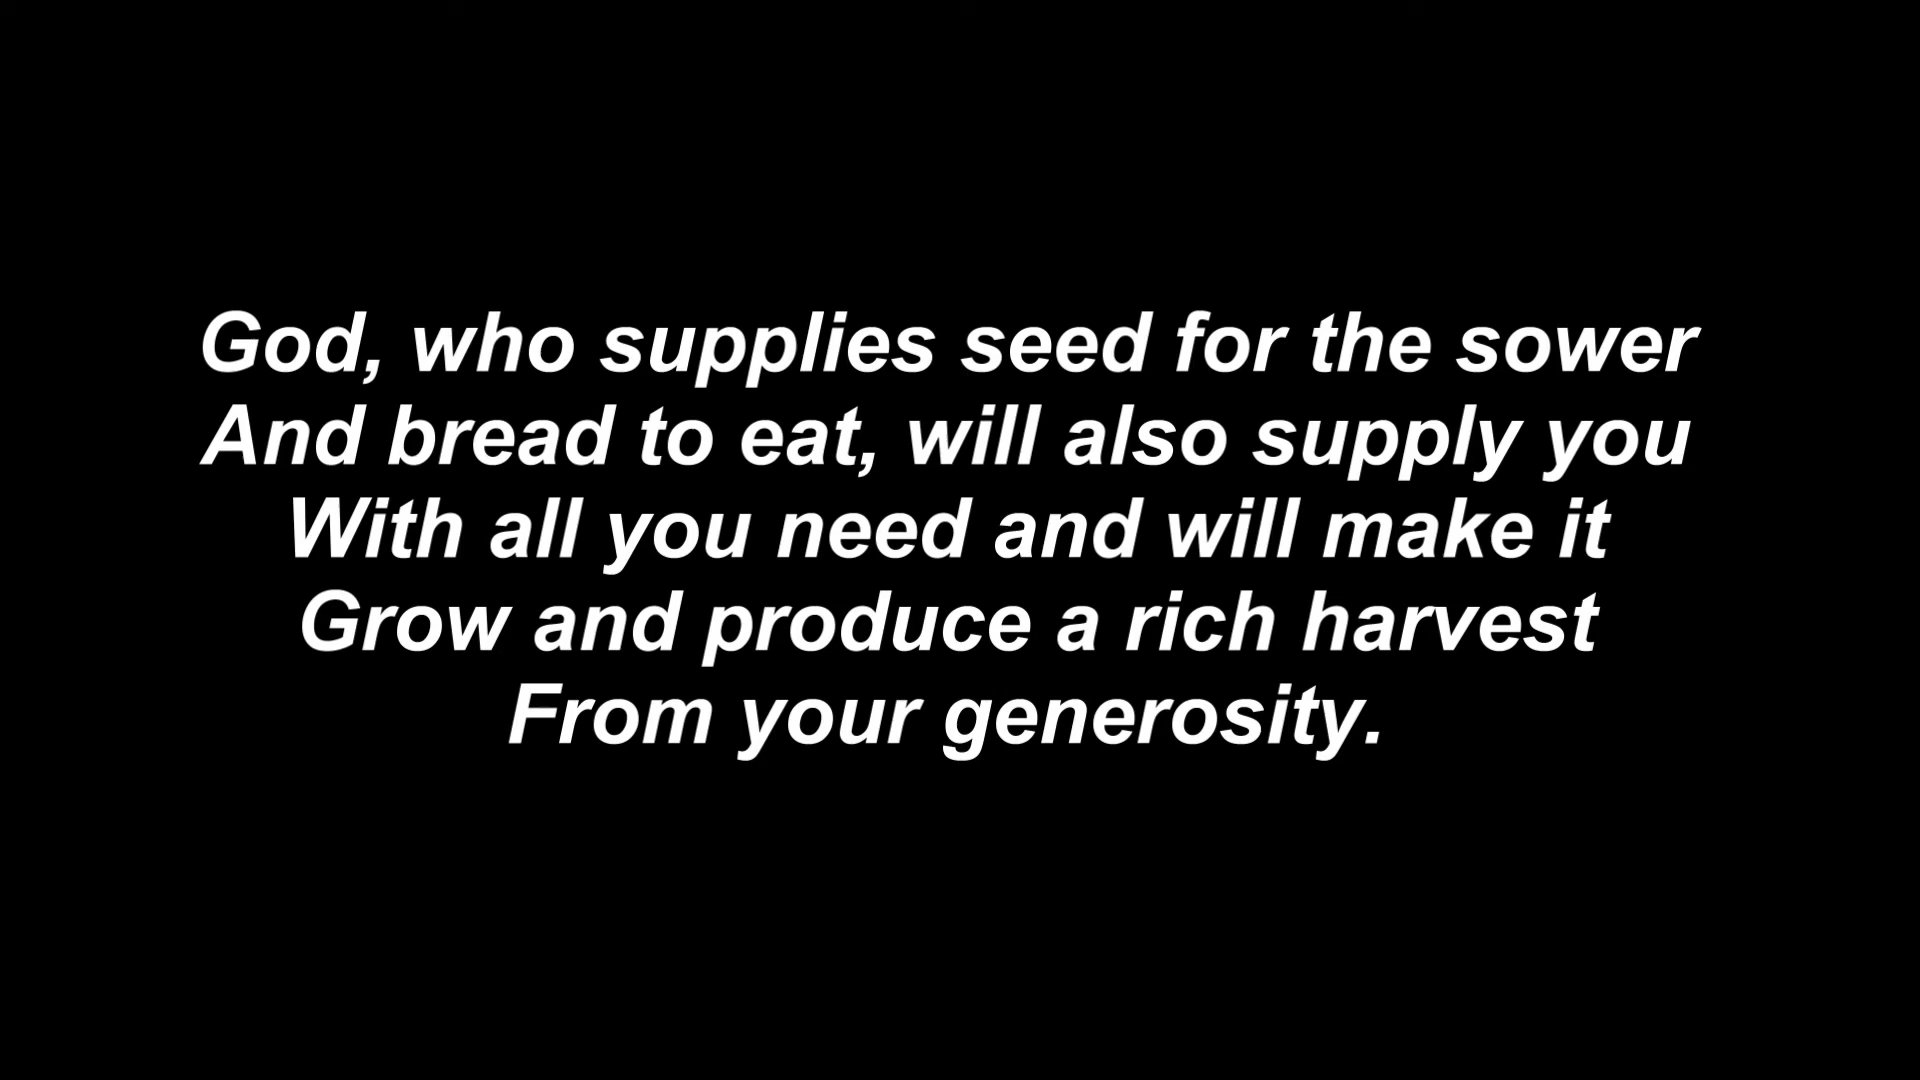 God, who supplies seed for the sower
And bread to eat, will also supply you
With all you need and will make it
Grow and produce a rich harvest
From your generosity.